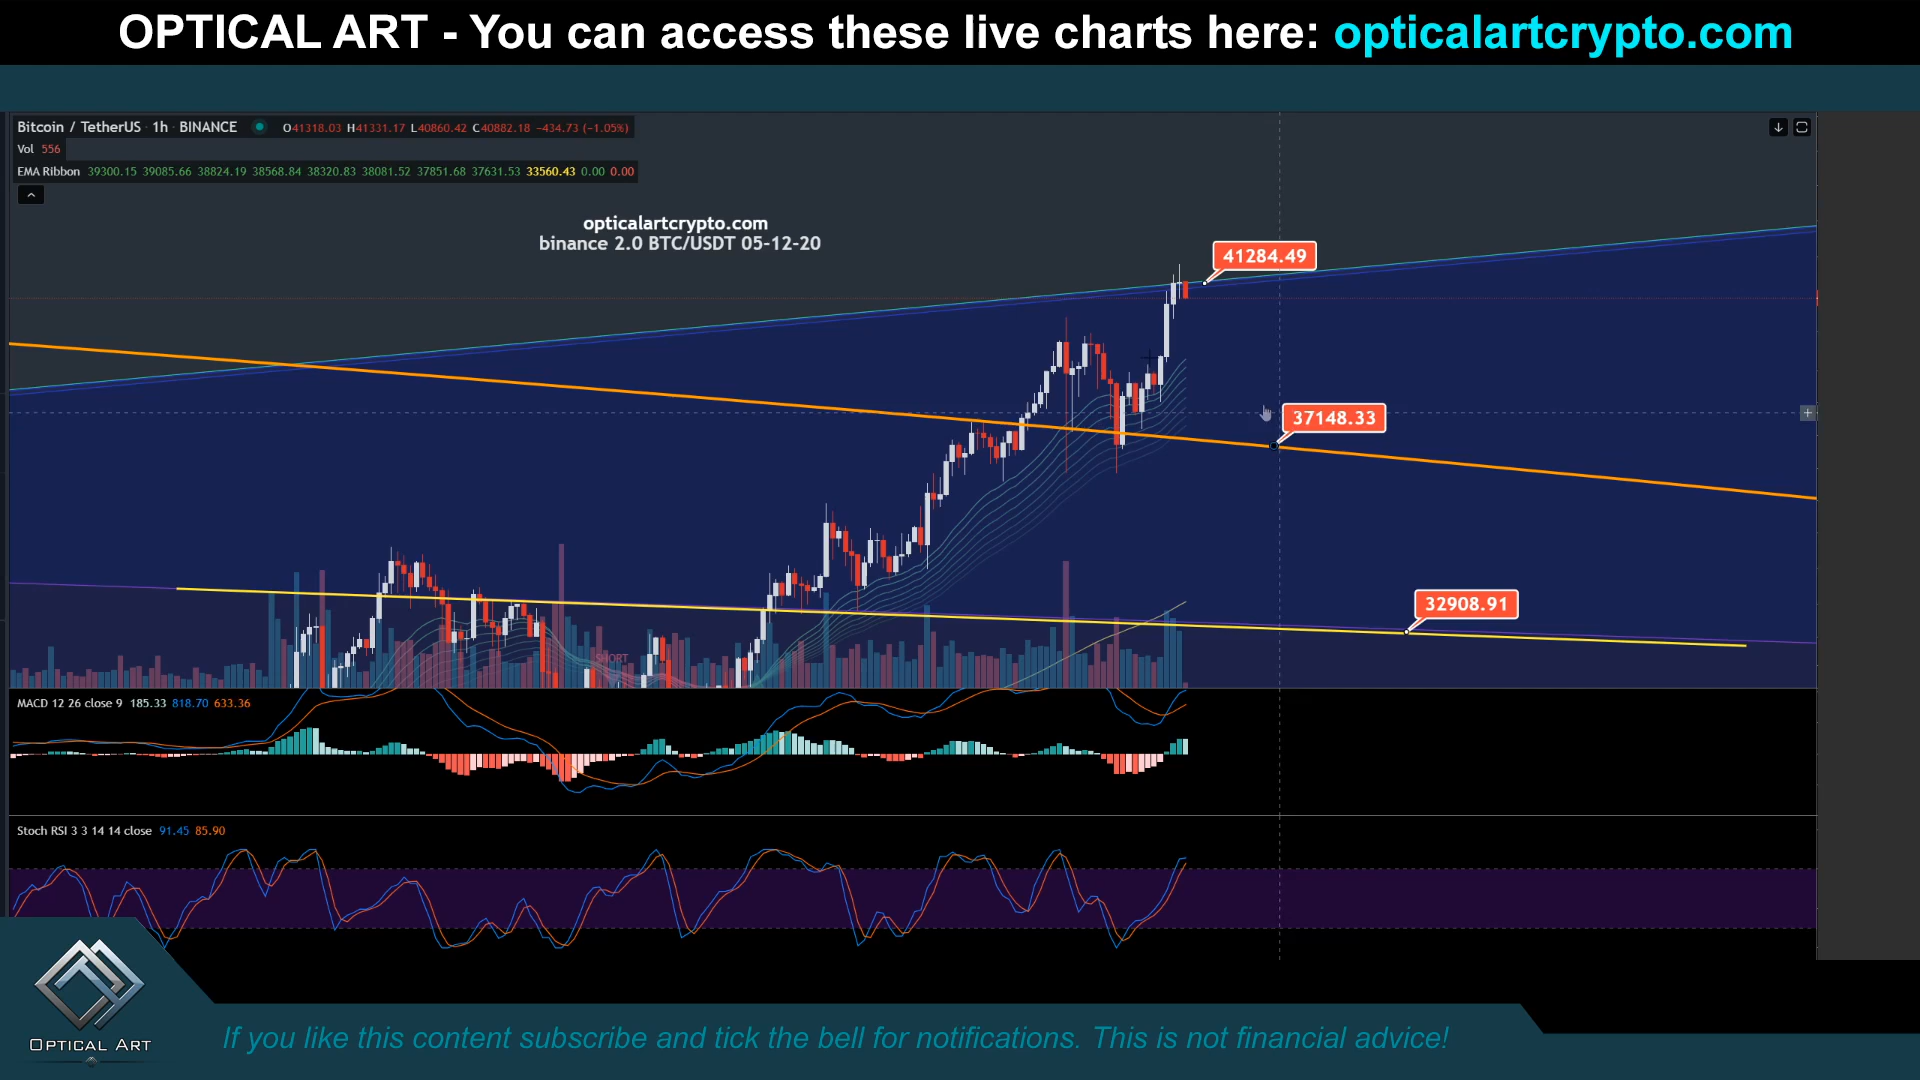 OPTICAL ART - You can access these live charts here: opticalartcrypto.com
Bitcoin / TetherUS · 1h · BINANCE O41318.03 H41331.17 L40860.42 C40882.18 −434.73 (−1.05%)
Vol 556
EMA Ribbon 39300.15 39085.66 38824.19 38568.84 38320.83 38081.52 37851.68 37631.53 33560.43 0.00 0.00
opticalartcrypto.com
binance 2.0 BTC/USDT 05-12-20
41284.49
37148.33
32908.91
SHORT
MACD 12 26 close 9 185.33 818.70 633.36
Stoch RSI 3 3 14 14 close 91.45 85.90
OPTICAL ART
If you like this content subscribe and tick the bell for notifications. This is not financial advice!